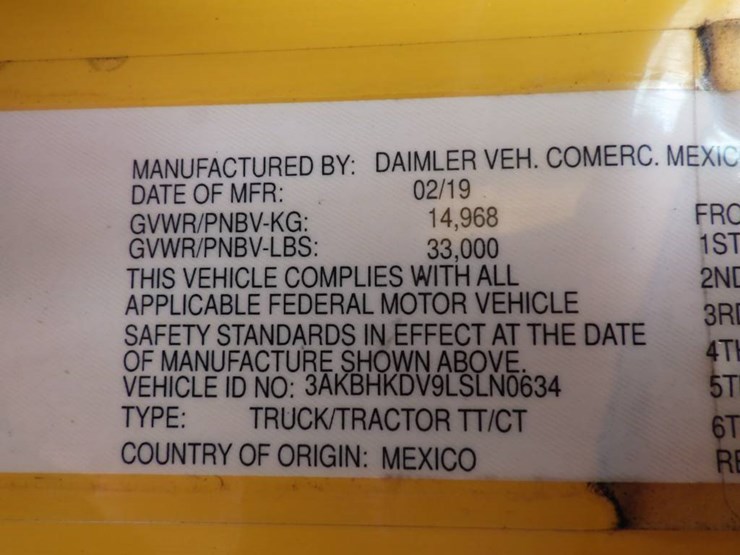 MANUFACTURED BY: DAIMLER VEH. COMERC. MEXIC
DATE OF MFR: 02/19
GVWR/PNBV-KG: 14,968
GVWR/PNBV-LBS: 33,000
THIS VEHICLE COMPLIES WITH ALL
APPLICABLE FEDERAL MOTOR VEHICLE
SAFETY STANDARDS IN EFFECT AT THE DATE
OF MANUFACTURE SHOWN ABOVE.
VEHICLE ID NO: 3AKBHKDV9LSLN0634
TYPE: TRUCK/TRACTOR TT/CT
COUNTRY OF ORIGIN: MEXICO
FRO
1ST
2ND
3RD
4TH
5T
6T
RE